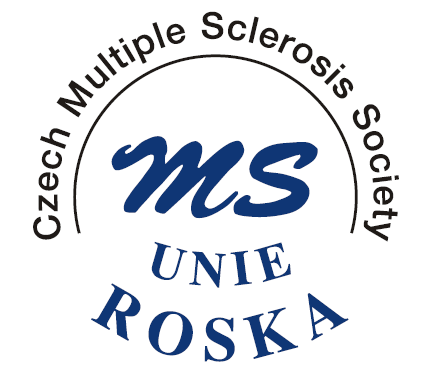 Czech Multiple Sclerosis Society
MS
UNIE
ROSKA